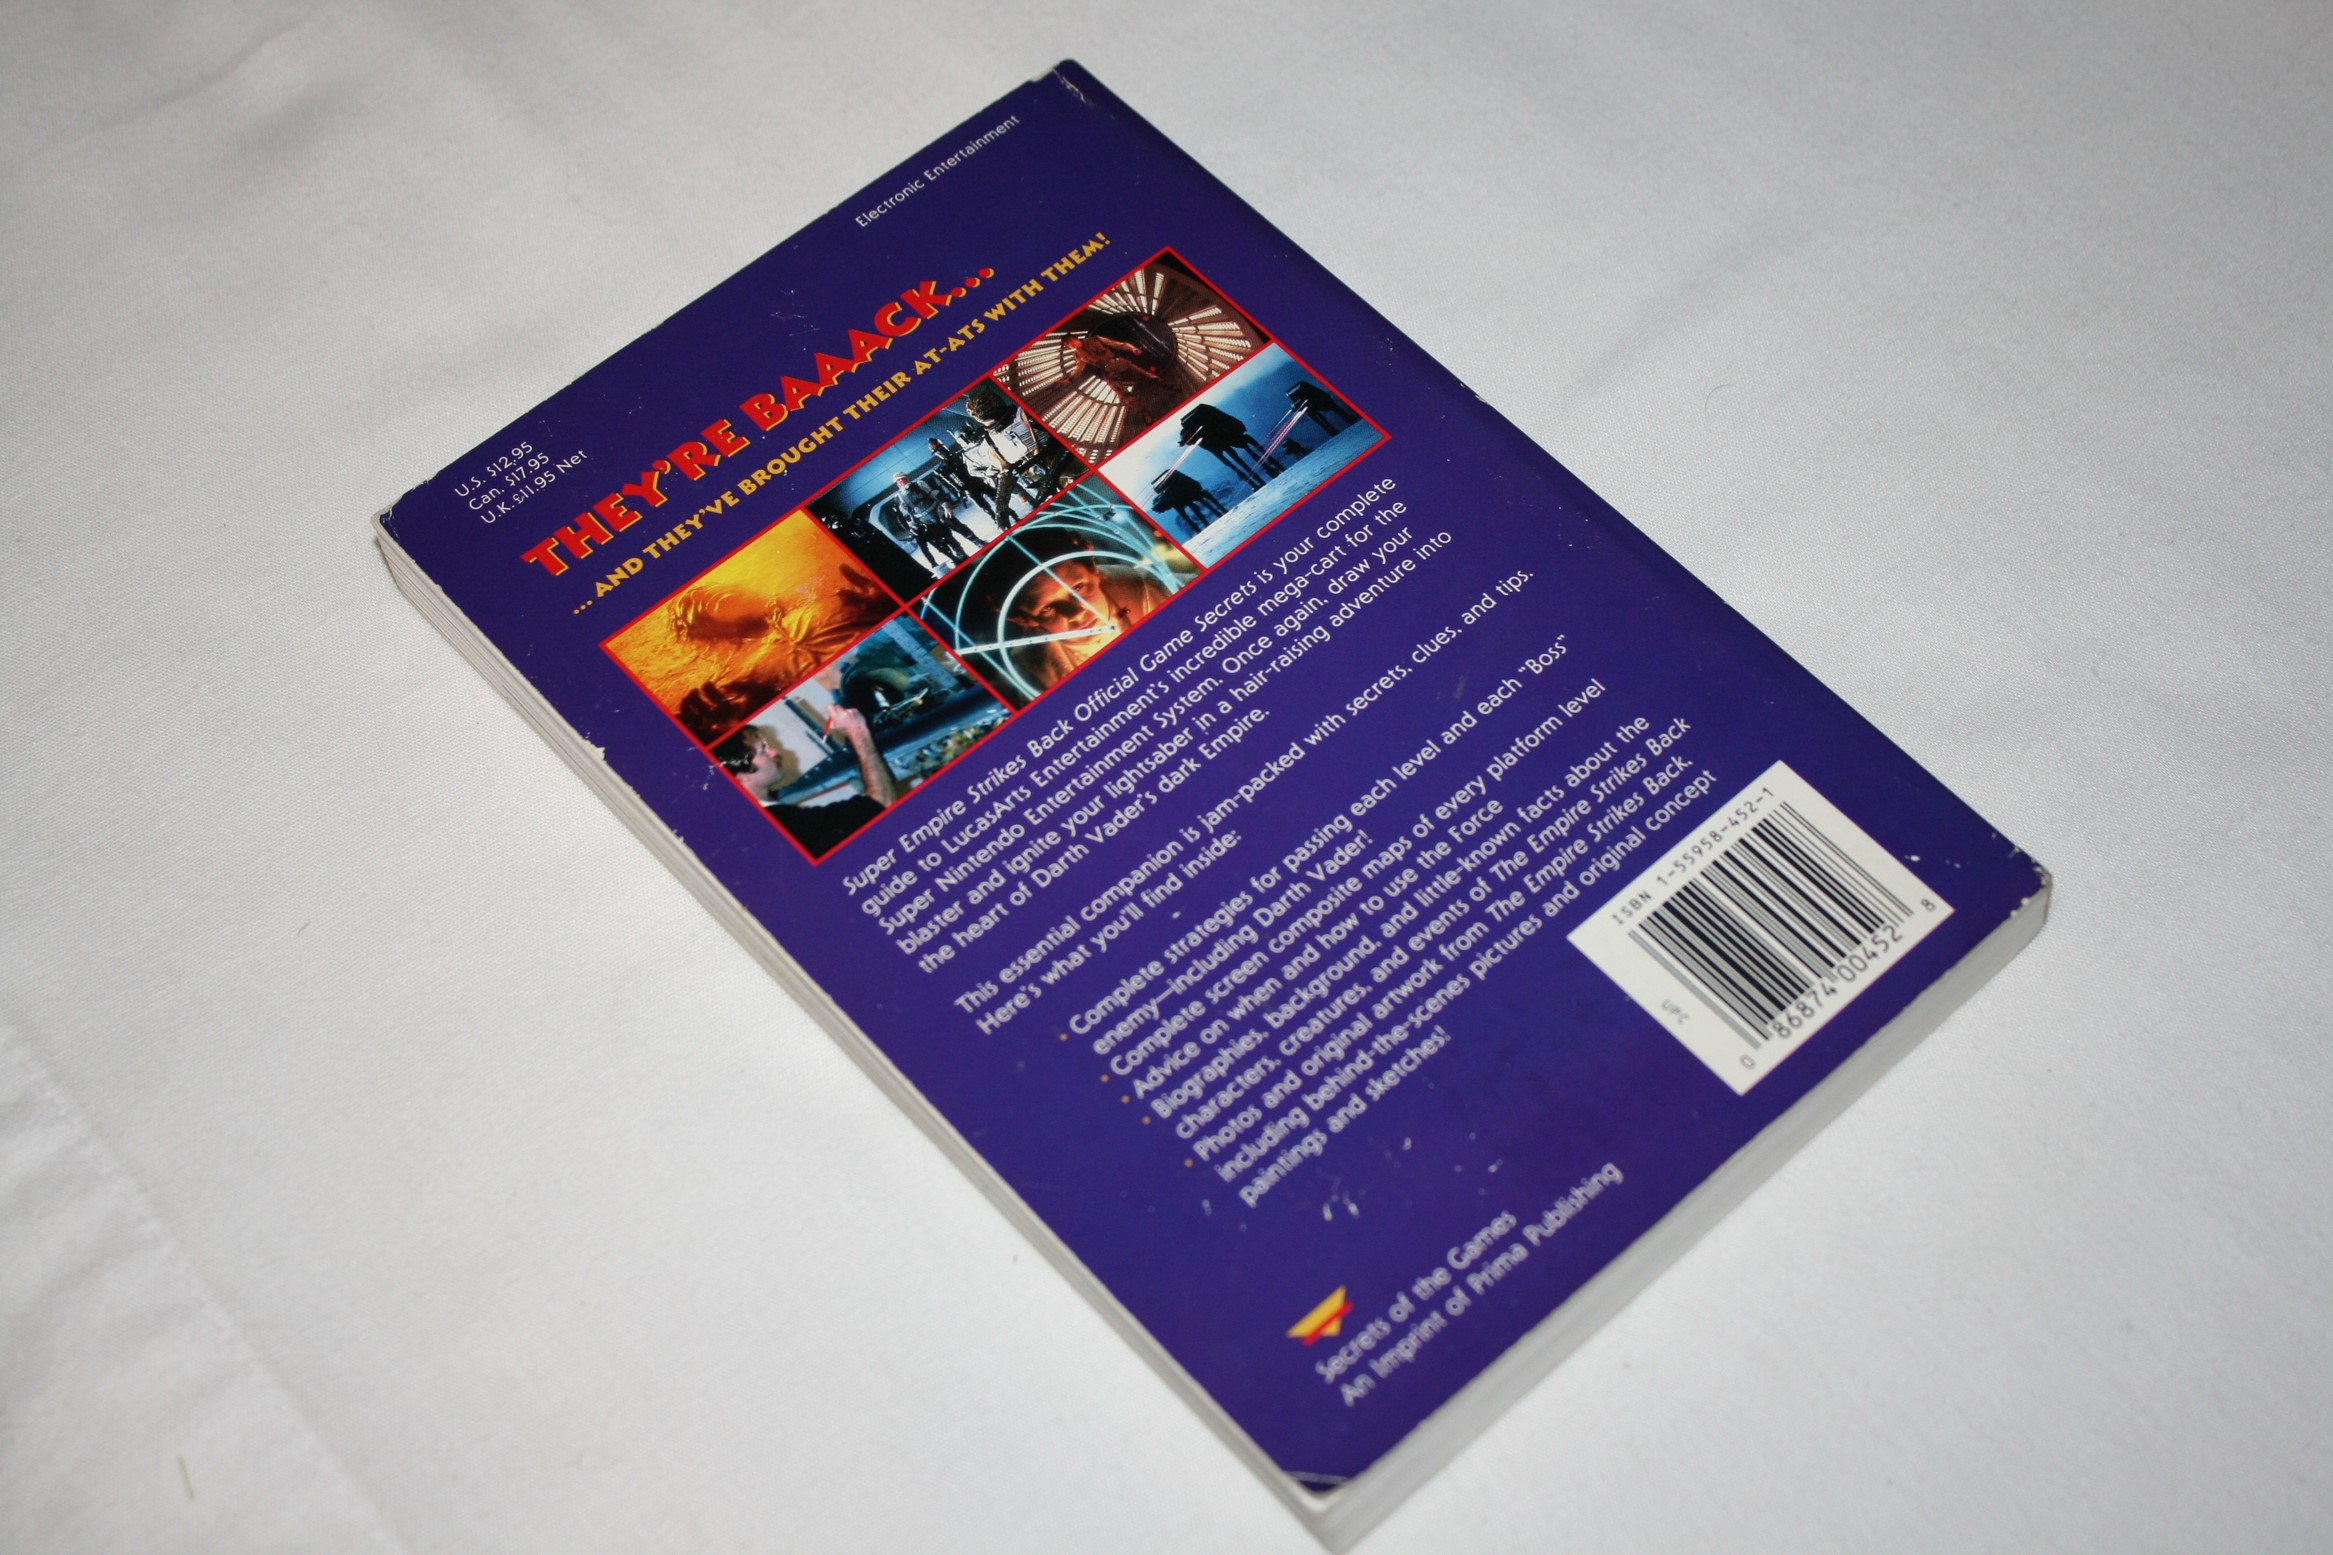 Electronic Entertainment
U.S. $12.95
Can. $17.95
U.K. £11.95 Net
THEY'RE BAAACK...
... AND THEY'VE BROUGHT THEIR AT-ATS WITH THEM!
Super Empire Strikes Back Official Game Secrets is your complete
guide to LucasArts Entertainment's incredible mega-cart for the
Super Nintendo Entertainment System. Once again, draw your
blaster and ignite your lightsaber in a hair-raising adventure into
the heart of Darth Vader's dark Empire.
This essential companion is jam-packed with secrets, clues, and tips.
Here's what you'll find inside:
• Complete strategies for passing each level and each "Boss"
enemy—including Darth Vader!
• Complete screen composite maps of every platform level
• Advice on when and how to use the Force
• Biographies, background, and little-known facts about the
characters, creatures, and events of The Empire Strikes Back
• Photos and original artwork from The Empire Strikes Back,
including behind-the-scenes pictures and original concept
paintings and sketches!
ISBN 1-55958-452-1
UPC
0 86874 00452 8
Secrets of the Games
An Imprint of Prima Publishing